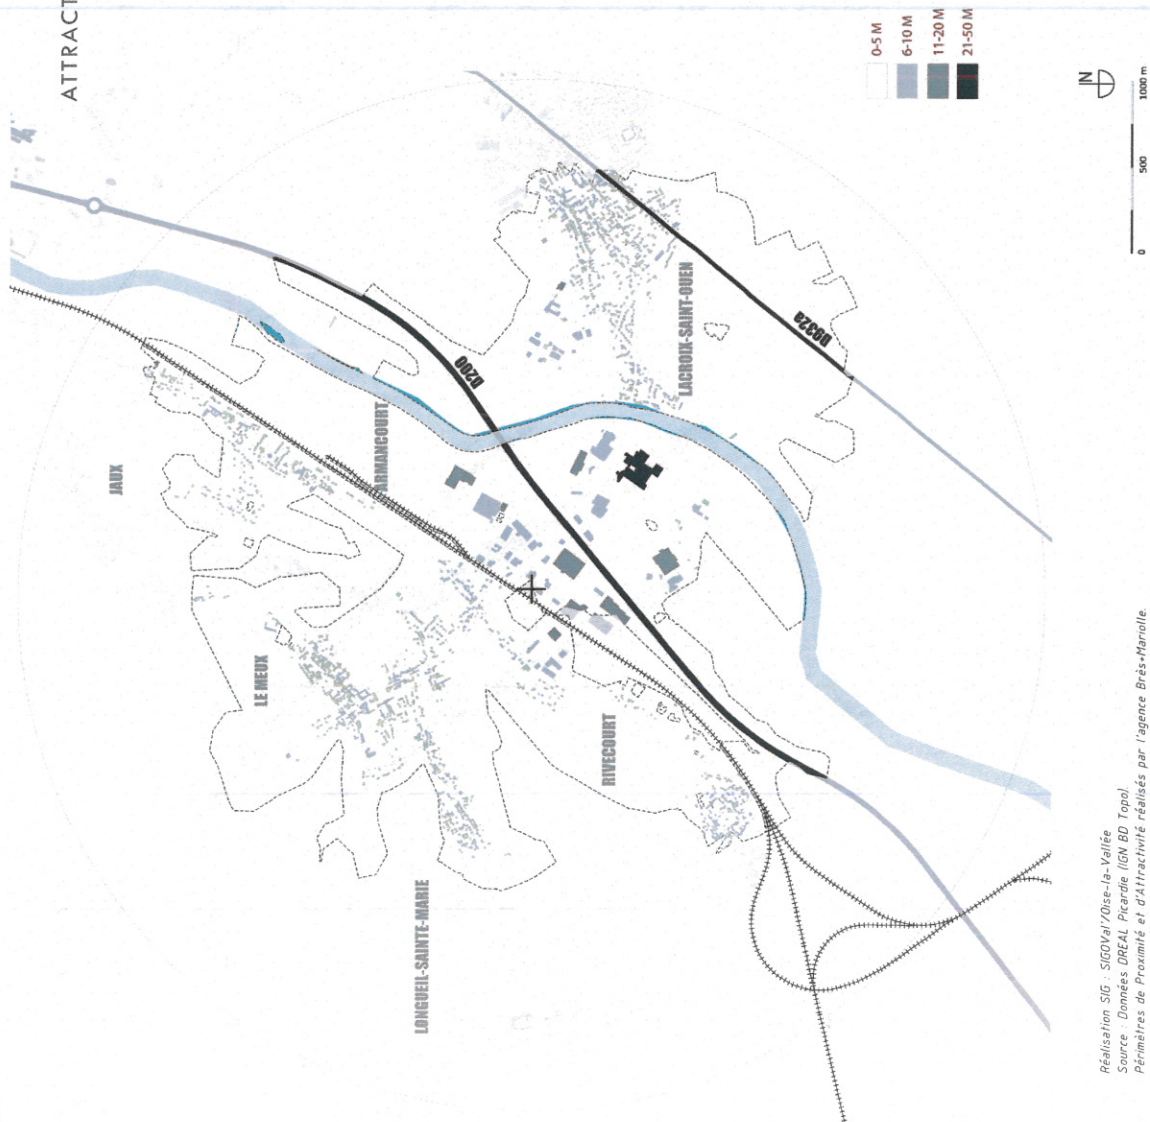 ATTRACT
0-5 M
6-10 M
11-20 M
21-50 M
N
0 500 1000 m
JAUX
ARMANCOURT
D200
LACROIX-SAINT-OUEN
D932a
LE MEUX
RIVECOURT
LONGUEIL-SAINTE-MARIE
Réalisation SIG : SIGOVal'/Oise-la-Vallée
Source : Données DREAL Picardie (IGN BD Topo).
Périmètres de Proximité et d'Attractivité réalisés par l'agence Brès+Mariolle.